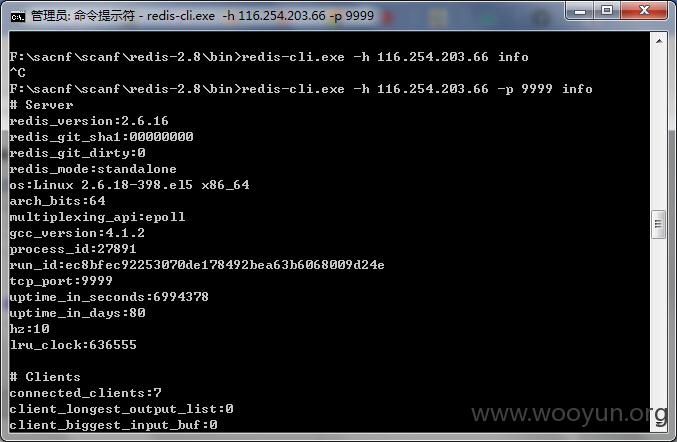 管理员: 命令提示符 - redis-cli.exe -h 116.254.203.66 -p 9999
F:\sacnf\scanf\redis-2.8\bin>redis-cli.exe -h 116.254.203.66 info
^C
F:\sacnf\scanf\redis-2.8\bin>redis-cli.exe -h 116.254.203.66 -p 9999 info
# Server
redis_version:2.6.16
redis_git_sha1:00000000
redis_git_dirty:0
redis_mode:standalone
os:Linux 2.6.18-398.el5 x86_64
arch_bits:64
multiplexing_api:epoll
gcc_version:4.1.2
process_id:27891
run_id:ec8bfec92253070de178492bea63b6068009d24e
tcp_port:9999
uptime_in_seconds:6994378
uptime_in_days:80
hz:10
lru_clock:636555
# Clients
connected_clients:7
client_longest_output_list:0
client_biggest_input_buf:0
www.wooyun.org